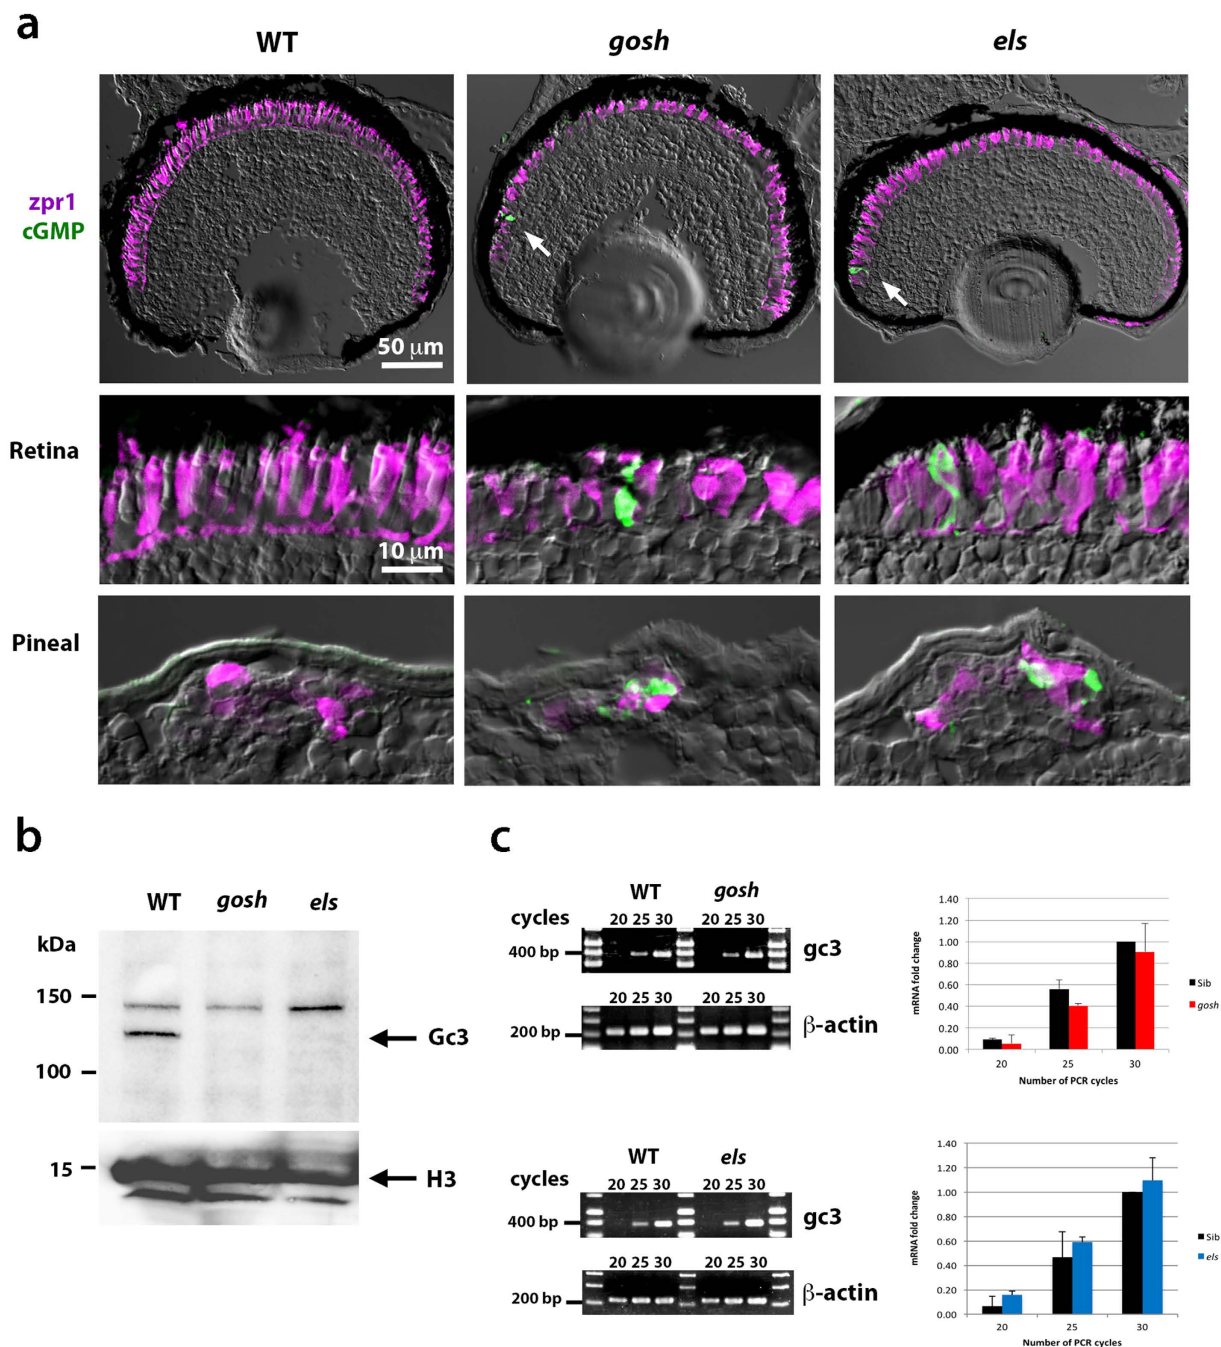 a
WT
gosh
els
zpr1
cGMP
50 μm
Retina
10 μm
Pineal
b
WT gosh els
kDa
150
Gc3
100
15
H3
c
WT gosh
cycles 20 25 30 20 25 30
400 bp gc3
20 25 30 20 25 30
200 bp β-actin
1.40
1.20
1.00
0.80
0.60
0.40
0.20
0.00
mRNA fold change
20 25 30
Number of PCR cycles
Sib
gosh
WT els
cycles 20 25 30 20 25 30
400 bp gc3
20 25 30 20 25 30
200 bp β-actin
1.40
1.20
1.00
0.80
0.60
0.40
0.20
0.00
mRNA fold change
20 25 30
Number of PCR cycles
Sib
els